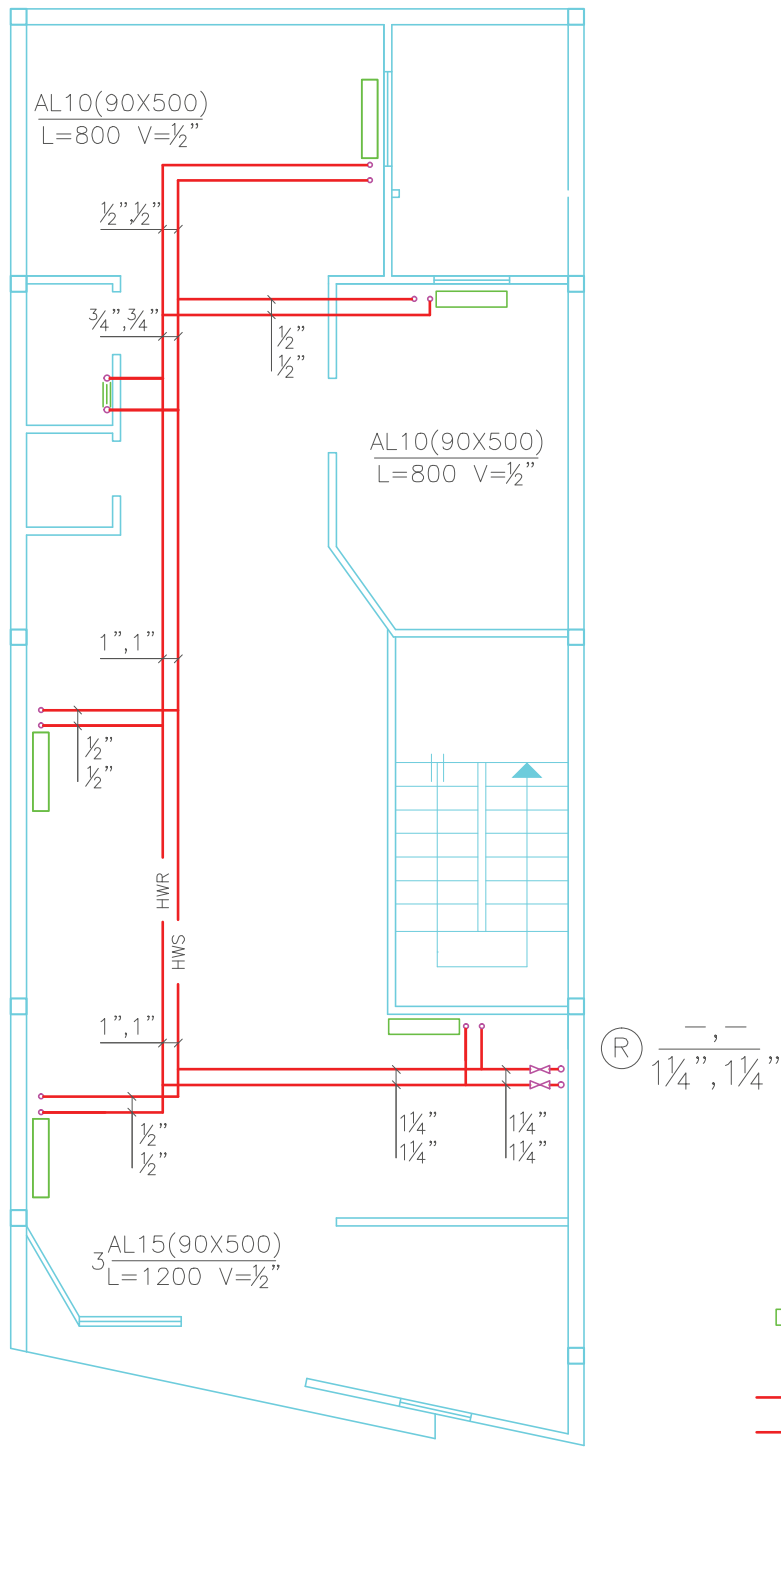 AL10(90X500)
L=800 V=½”
½”,½”
¾”,¾”
½”
½”
AL10(90X500)
L=800 V=½”
1”,1”
½”
½”
HWR
HWS
1”,1”
R
—,—
1¼”,1¼”
1¼”
1¼”
1¼”
1¼”
½”
½”
3 AL15(90X500)
L=1200 V=½”